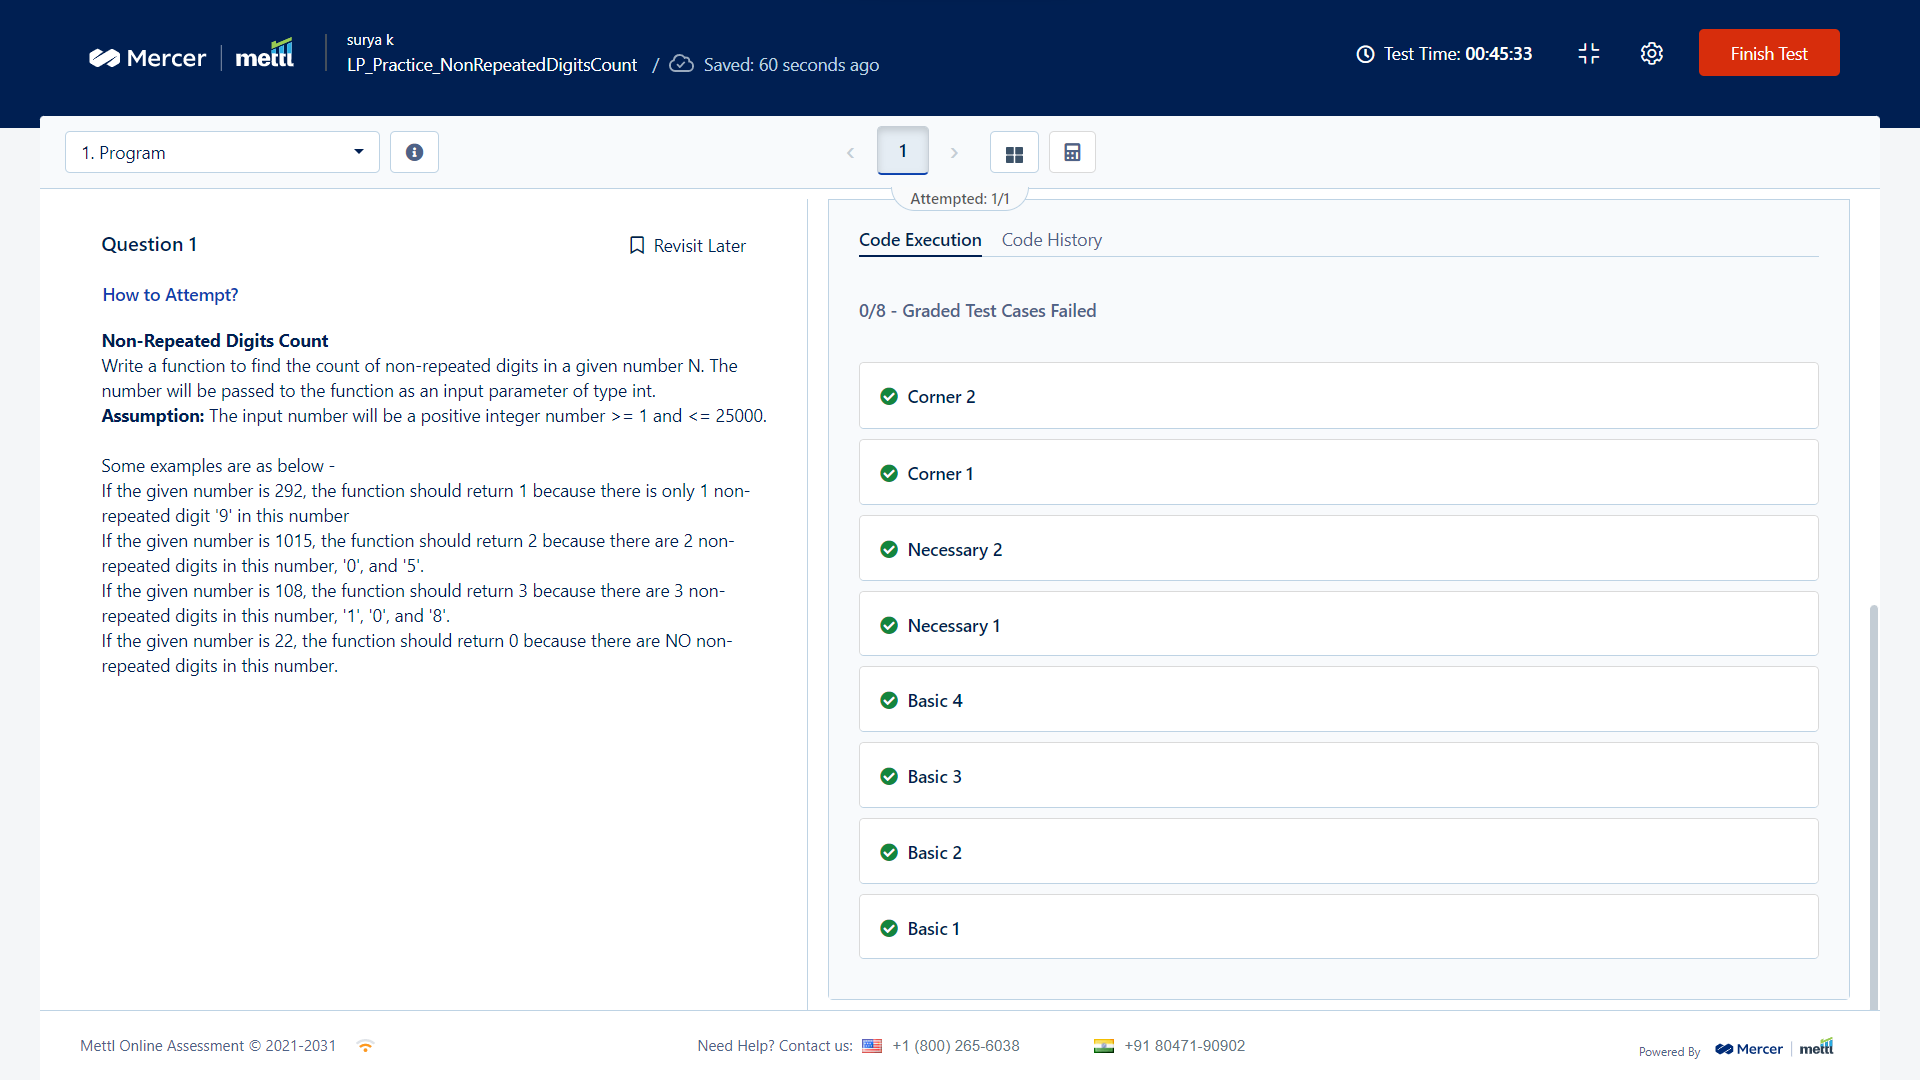 Mercer mettl
surya k
LP_Practice_NonRepeatedDigitsCount / Saved: 60 seconds ago
Test Time: 00:45:33
Finish Test
1. Program
1
Attempted: 1/1
Question 1
Revisit Later
How to Attempt?
Non-Repeated Digits Count
Write a function to find the count of non-repeated digits in a given number N. The
number will be passed to the function as an input parameter of type int.
Assumption: The input number will be a positive integer number >= 1 and <= 25000.
Some examples are as below -
If the given number is 292, the function should return 1 because there is only 1 non-
repeated digit '9' in this number
If the given number is 1015, the function should return 2 because there are 2 non-
repeated digits in this number, '0', and '5'.
If the given number is 108, the function should return 3 because there are 3 non-
repeated digits in this number, '1', '0', and '8'.
If the given number is 22, the function should return 0 because there are NO non-
repeated digits in this number.
Code Execution Code History
0/8 - Graded Test Cases Failed
Corner 2
Corner 1
Necessary 2
Necessary 1
Basic 4
Basic 3
Basic 2
Basic 1
Mettl Online Assessment © 2021-2031
Need Help? Contact us: +1 (800) 265-6038
+91 80471-90902
Powered By Mercer mettl